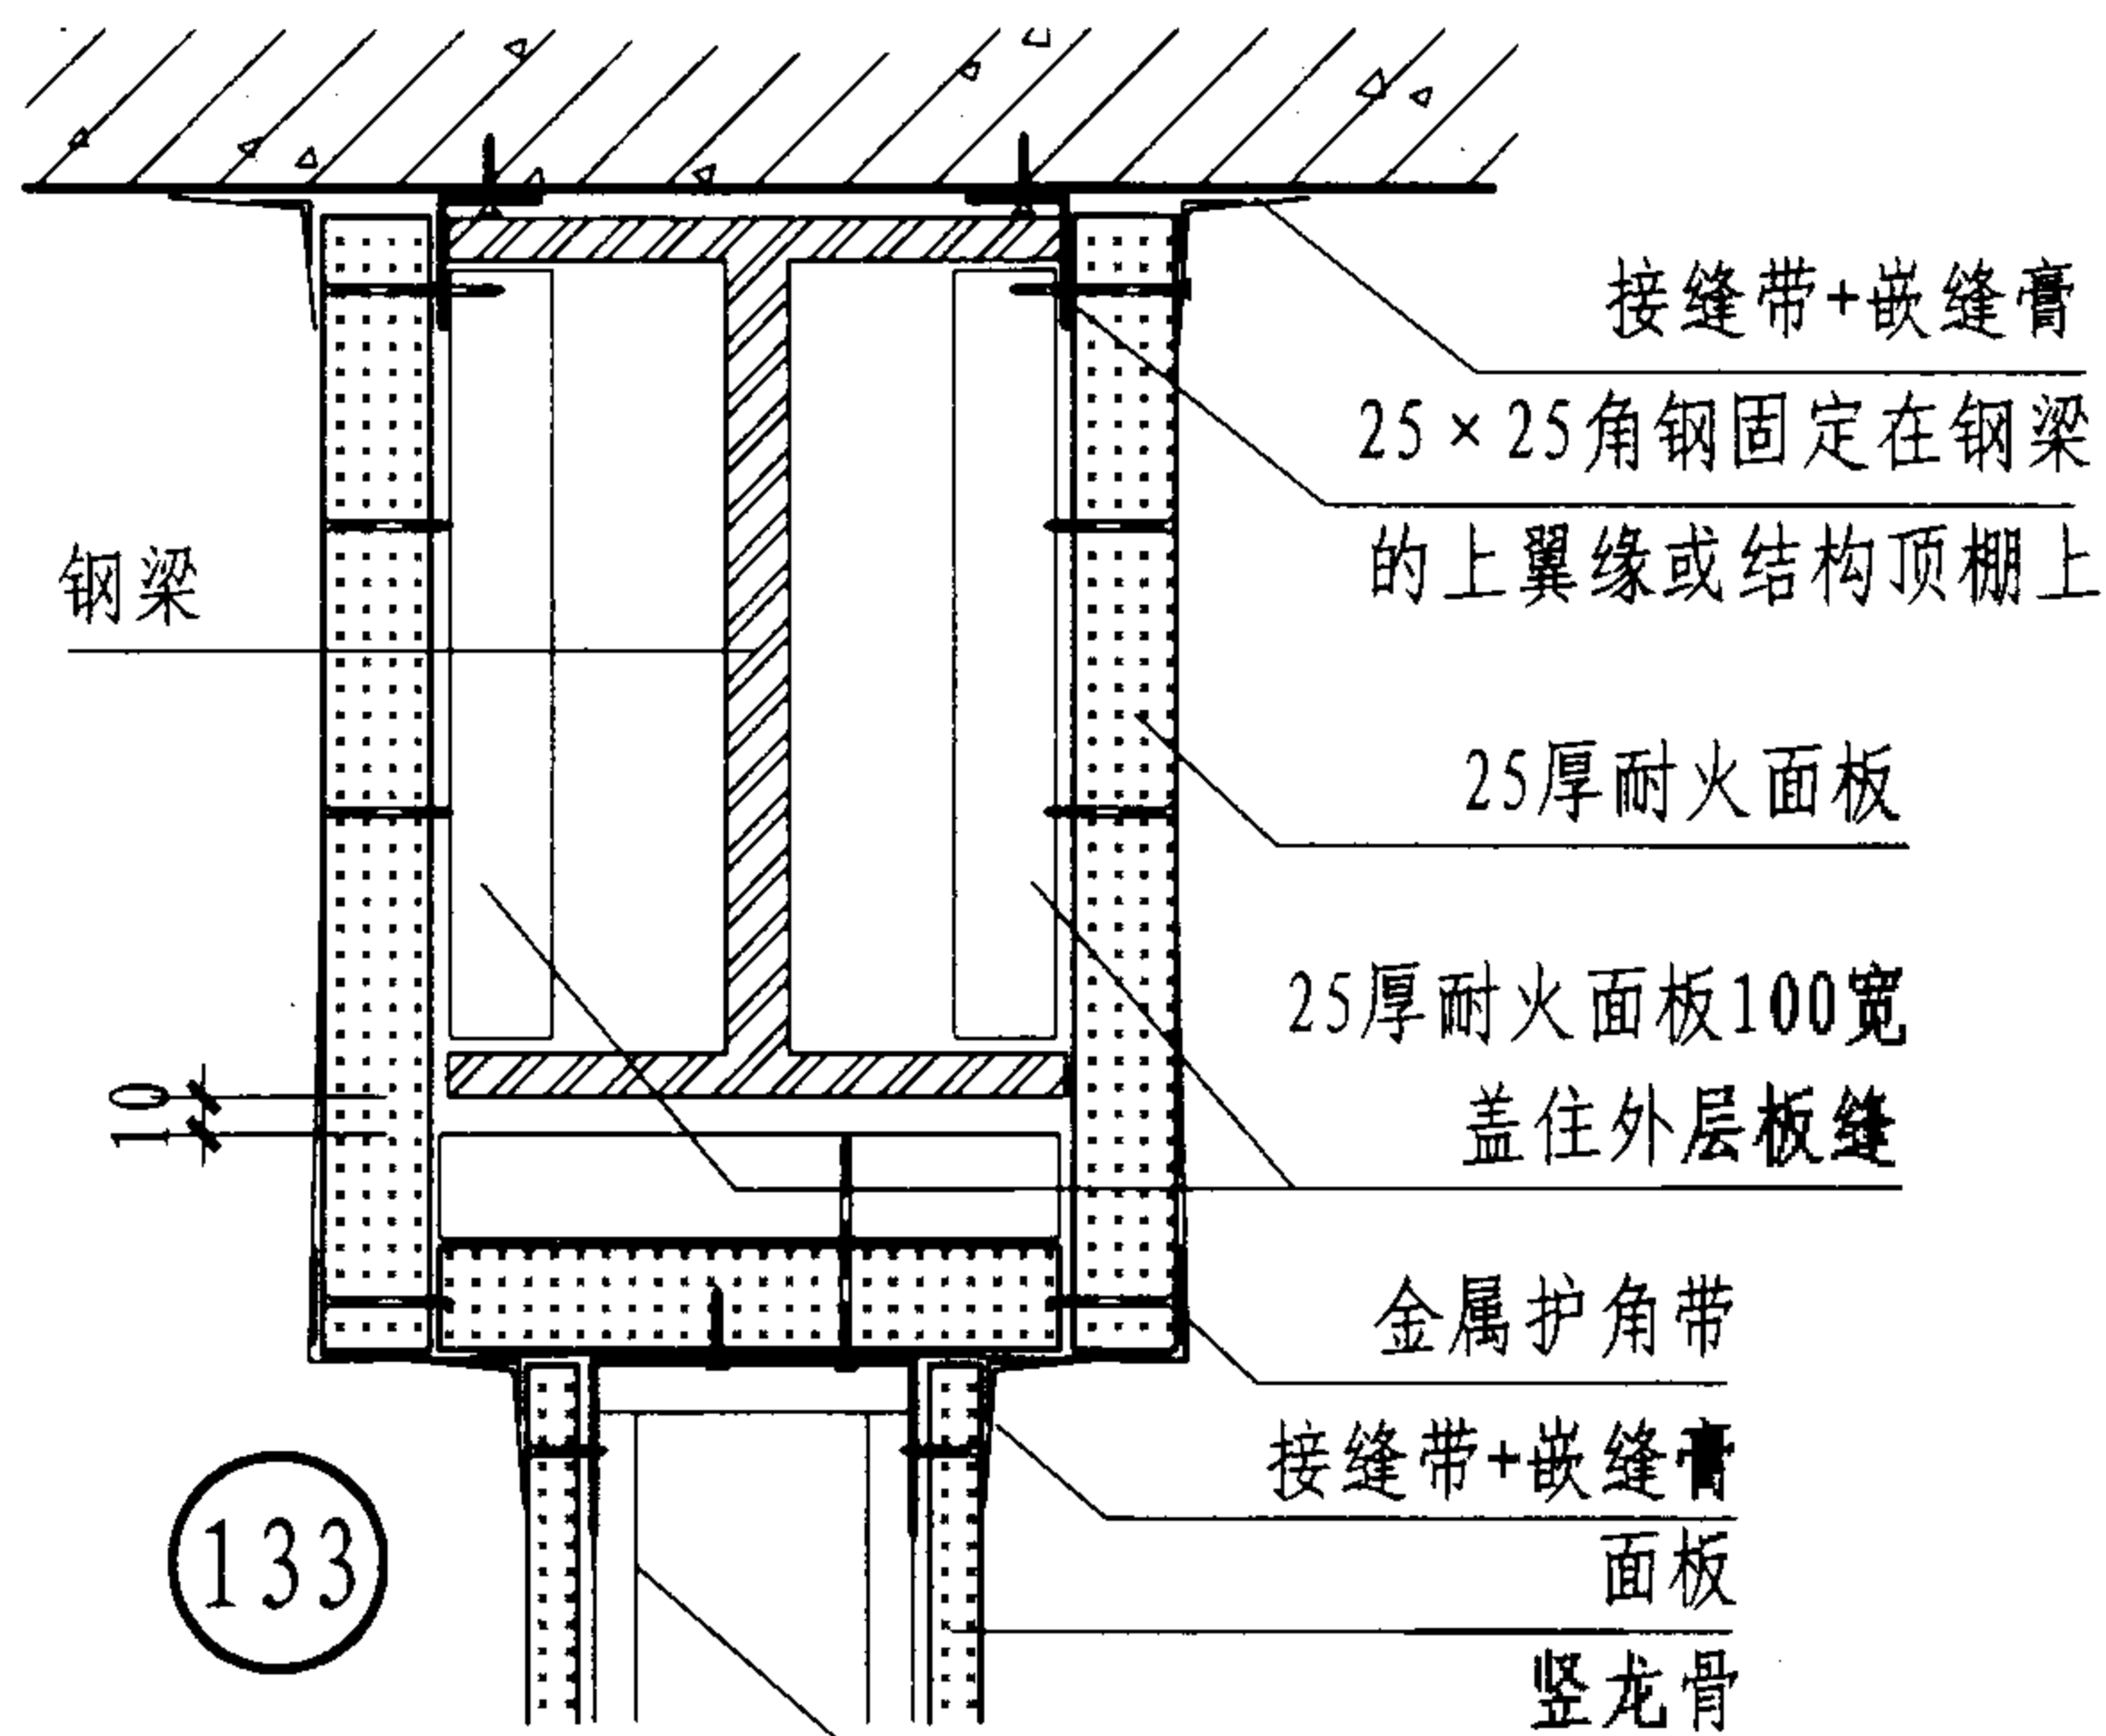 接缝带+嵌缝膏
25×25角钢固定在钢梁
的上翼缘或结构顶棚上
钢梁
25厚耐火面板
25厚耐火面板100宽
盖住外层板缝
10
金属护角带
接缝带+嵌缝膏
133
面板
竖龙骨